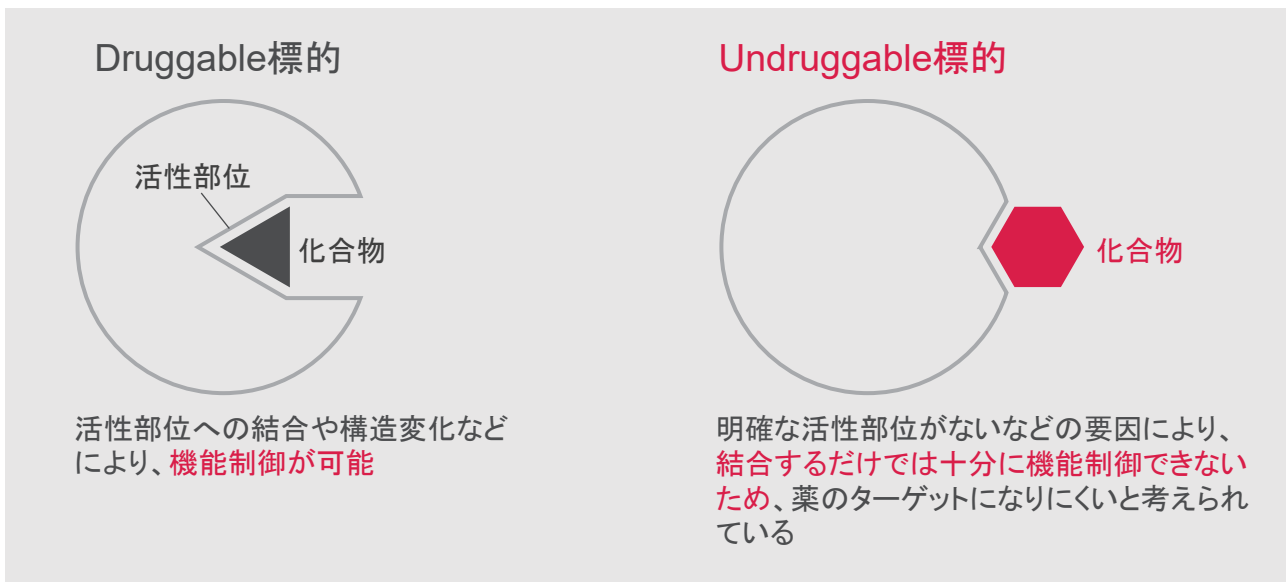 Druggable標的
活性部位
化合物
活性部位への結合や構造変化など
により、機能制御が可能
Undruggable標的
化合物
明確な活性部位がないなどの要因により、
結合するだけでは十分に機能制御できない
ため、薬のターゲットになりにくいと考えられ
ている